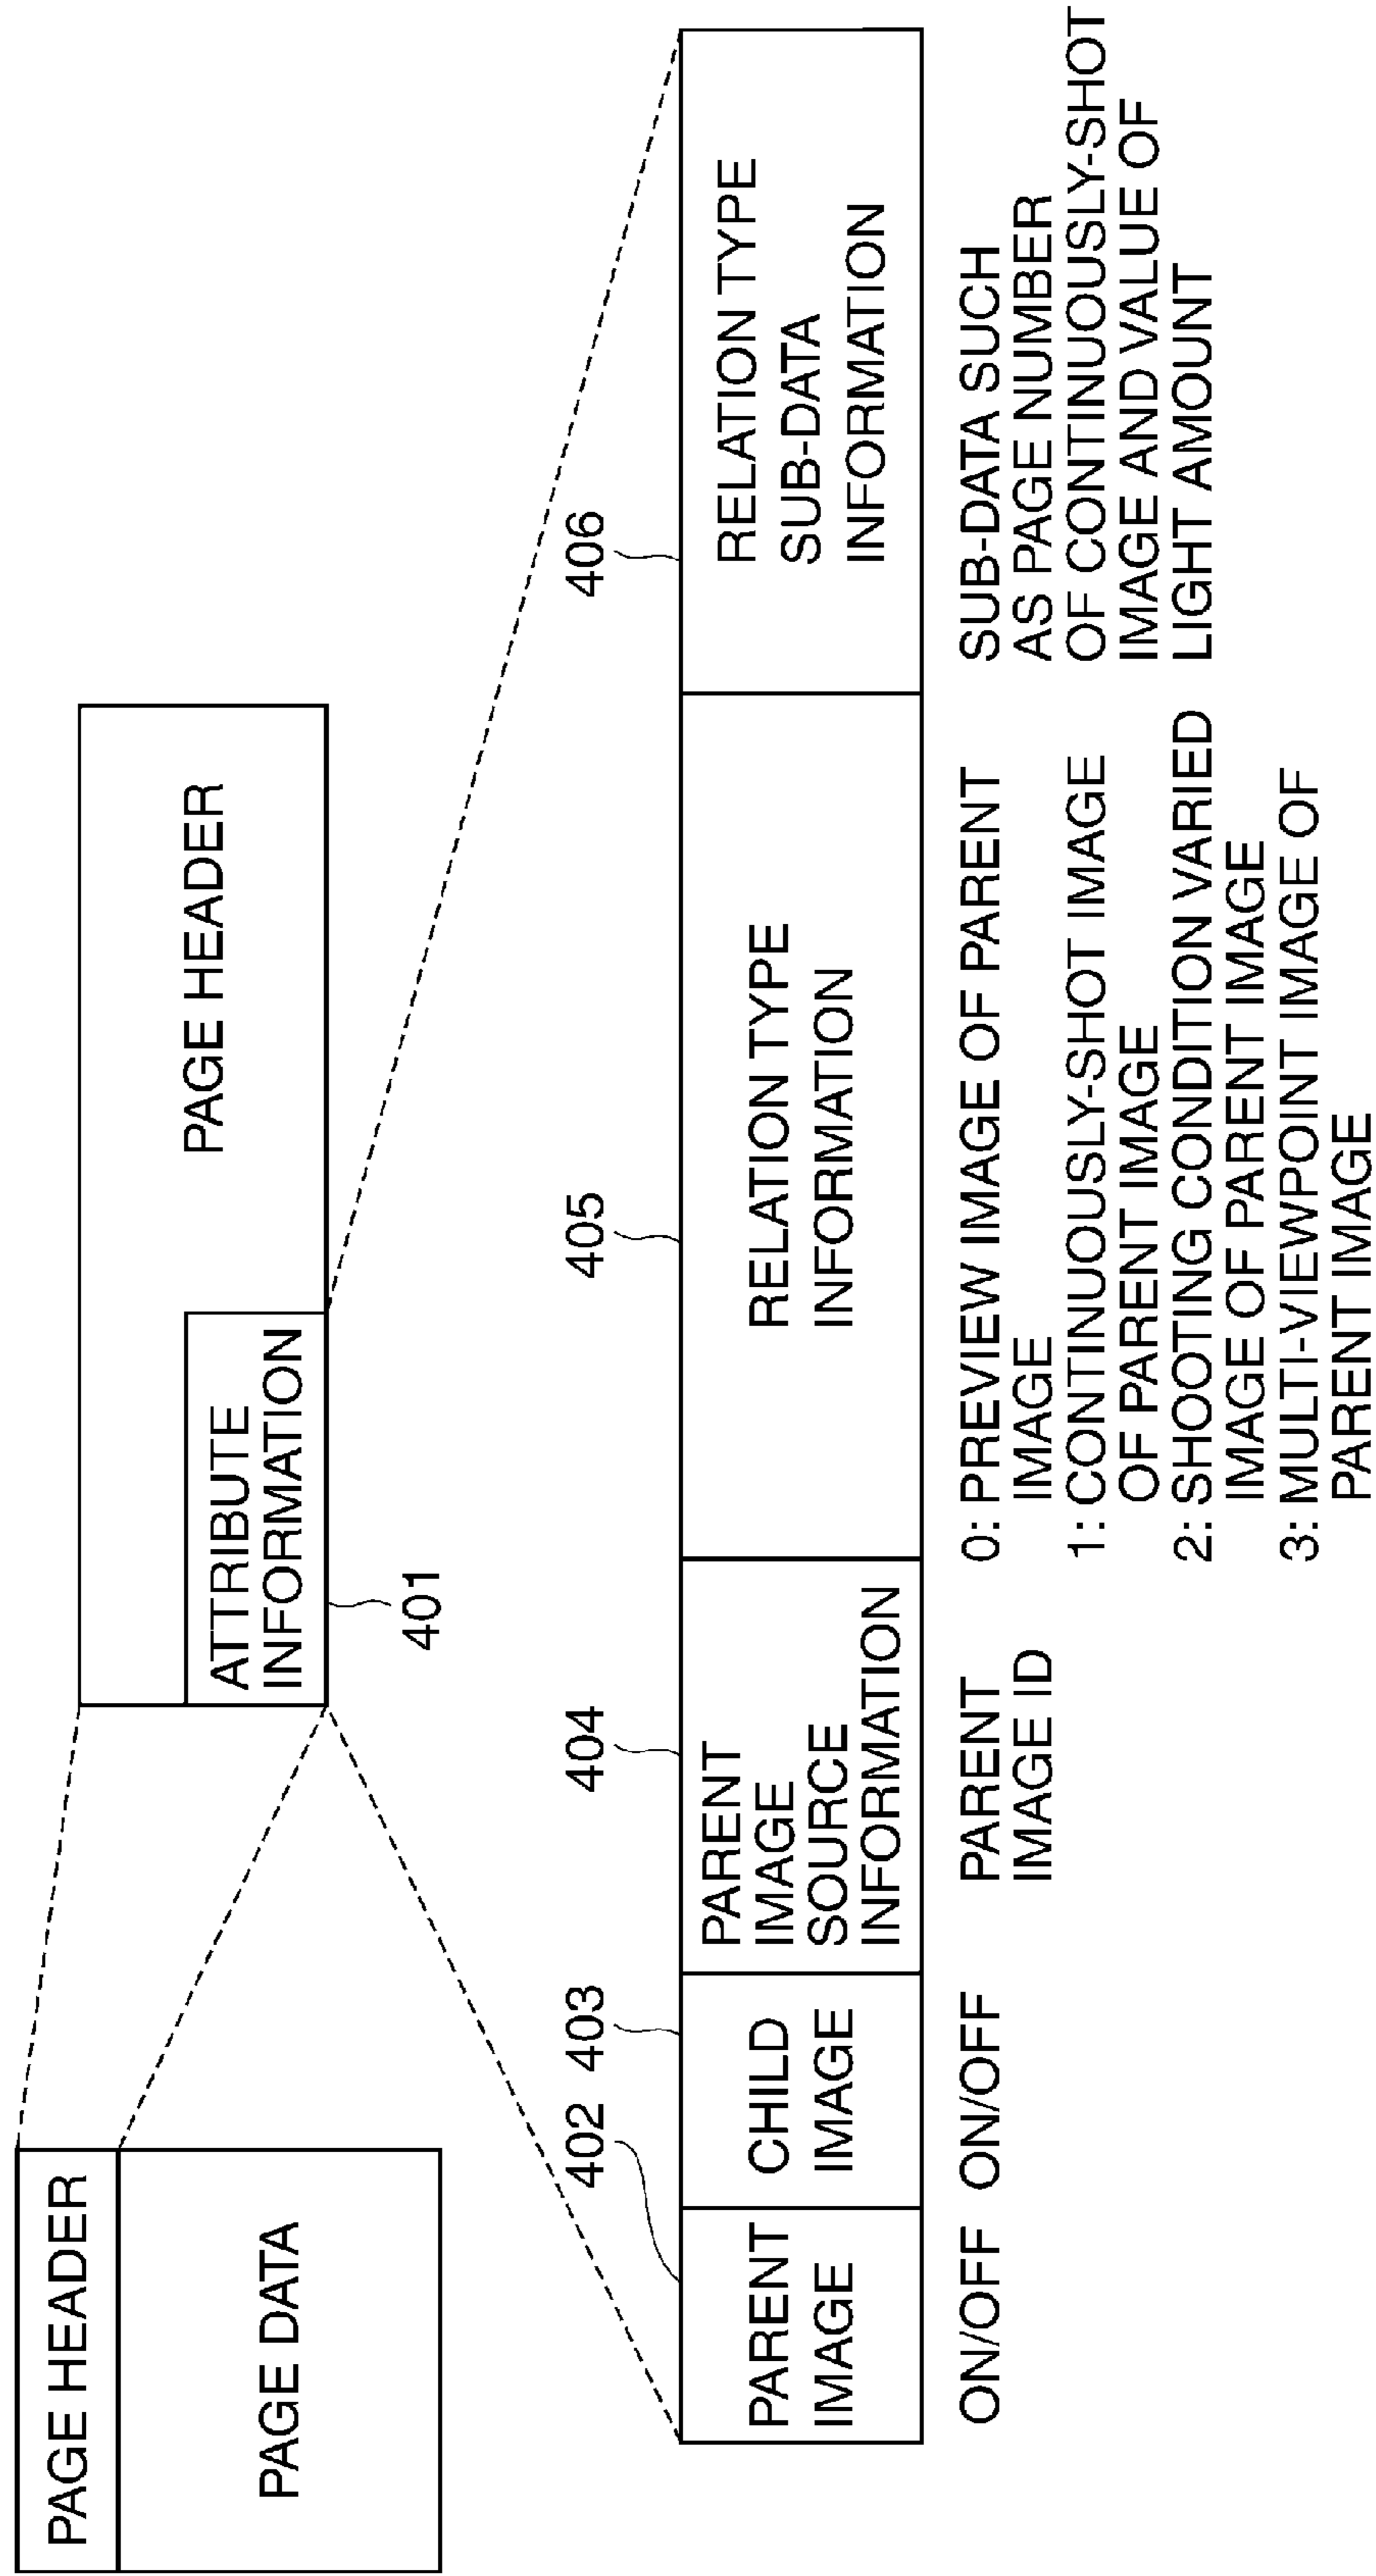 PAGE HEADER
PAGE DATA
PAGE HEADER
ATTRIBUTE
INFORMATION
401
402
403
404
405
406
PARENT
IMAGE
CHILD
IMAGE
PARENT
IMAGE
SOURCE
INFORMATION
RELATION TYPE
INFORMATION
RELATION TYPE
SUB-DATA
INFORMATION
ON/OFF
ON/OFF
PARENT
IMAGE ID
0: PREVIEW IMAGE OF PARENT
IMAGE
1: CONTINUOUSLY-SHOT IMAGE
OF PARENT IMAGE
2: SHOOTING CONDITION VARIED
IMAGE OF PARENT IMAGE
3: MULTI-VIEWPOINT IMAGE OF
PARENT IMAGE
SUB-DATA SUCH
AS PAGE NUMBER
OF CONTINUOUSLY-SHOT
IMAGE AND VALUE OF
LIGHT AMOUNT